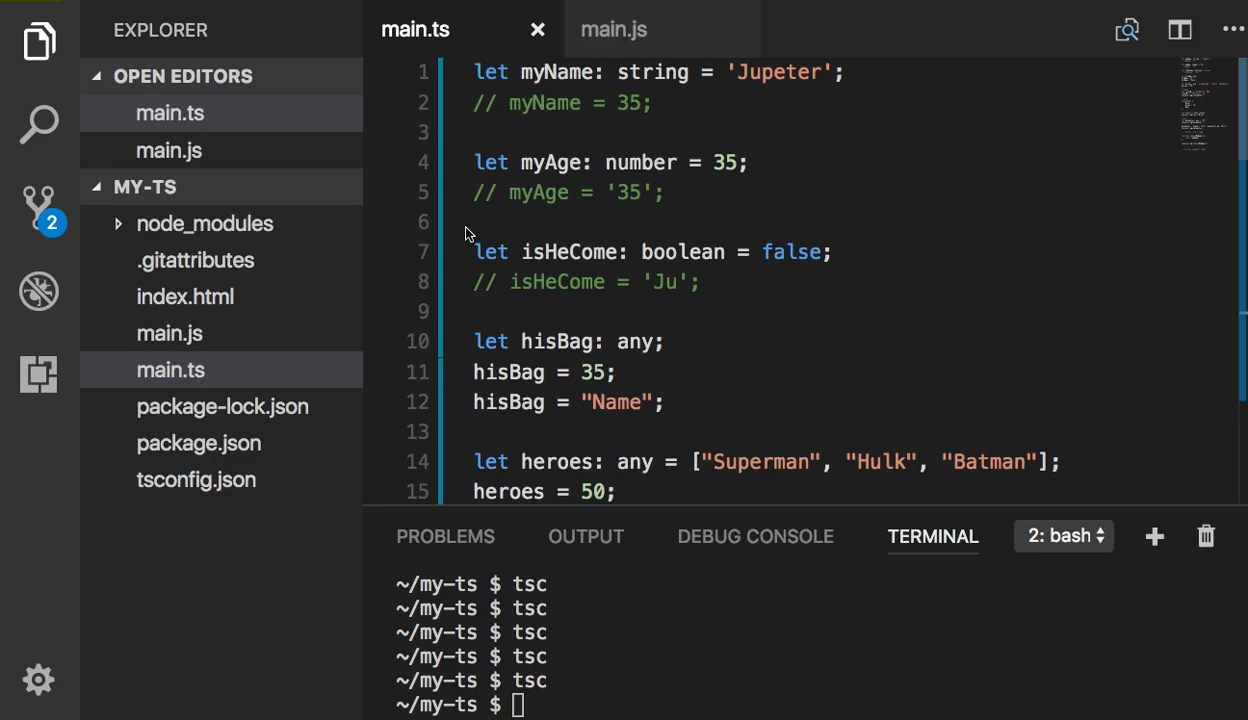 EXPLORER
OPEN EDITORS
main.ts
main.js
MY-TS
node_modules
.gitattributes
index.html
main.js
main.ts
package-lock.json
package.json
tsconfig.json
2
main.ts
main.js
1 let myName: string = 'Jupeter';
2 // myName = 35;
3
4 let myAge: number = 35;
5 // myAge = '35';
6
7 let isHeCome: boolean = false;
8 // isHeCome = 'Ju';
9
10 let hisBag: any;
11 hisBag = 35;
12 hisBag = "Name";
13
14 let heroes: any = ["Superman", "Hulk", "Batman"];
15 heroes = 50;
PROBLEMS OUTPUT DEBUG CONSOLE TERMINAL 2: bash
~/my-ts $ tsc
~/my-ts $ tsc
~/my-ts $ tsc
~/my-ts $ tsc
~/my-ts $ tsc
~/my-ts $